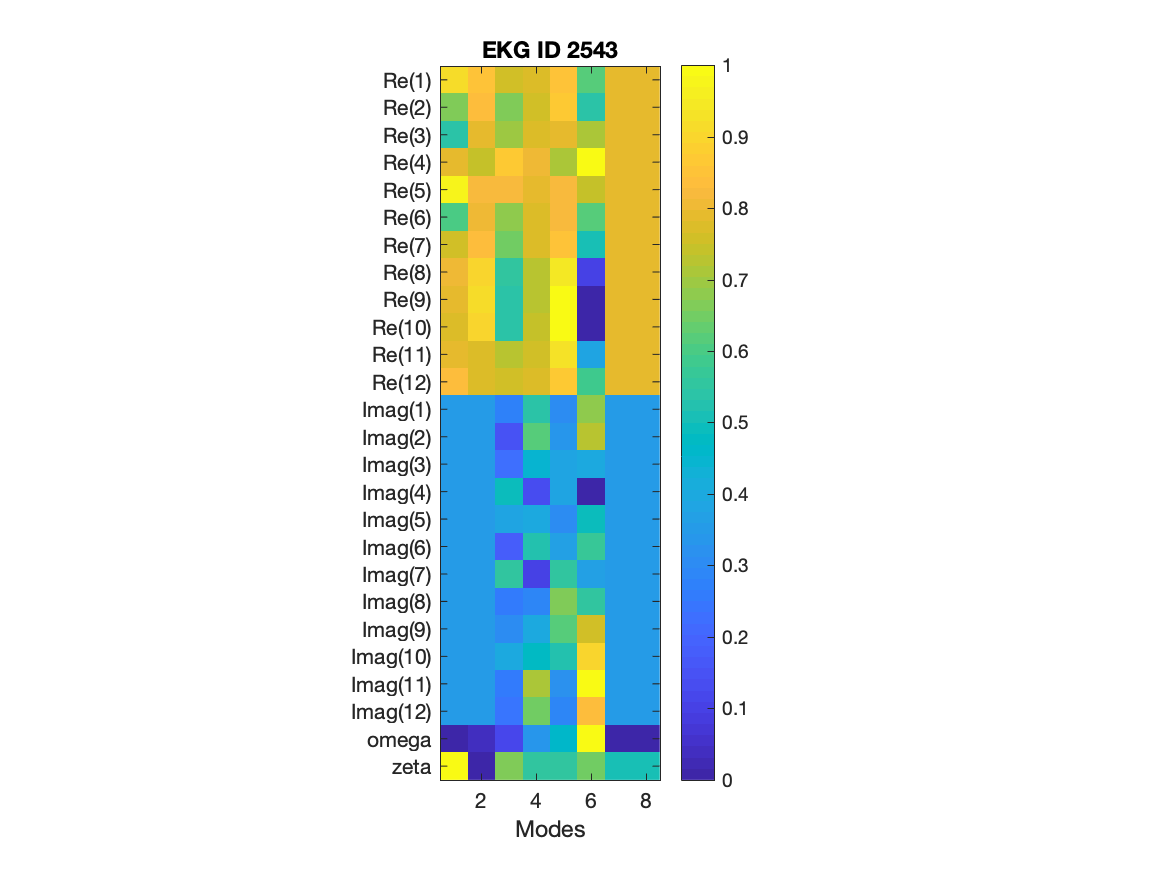 EKG ID 2543
Re(1)
Re(2)
Re(3)
Re(4)
Re(5)
Re(6)
Re(7)
Re(8)
Re(9)
Re(10)
Re(11)
Re(12)
Imag(1)
Imag(2)
Imag(3)
Imag(4)
Imag(5)
Imag(6)
Imag(7)
Imag(8)
Imag(9)
Imag(10)
Imag(11)
Imag(12)
omega
zeta
2 4 6 8
Modes
1
0.9
0.8
0.7
0.6
0.5
0.4
0.3
0.2
0.1
0